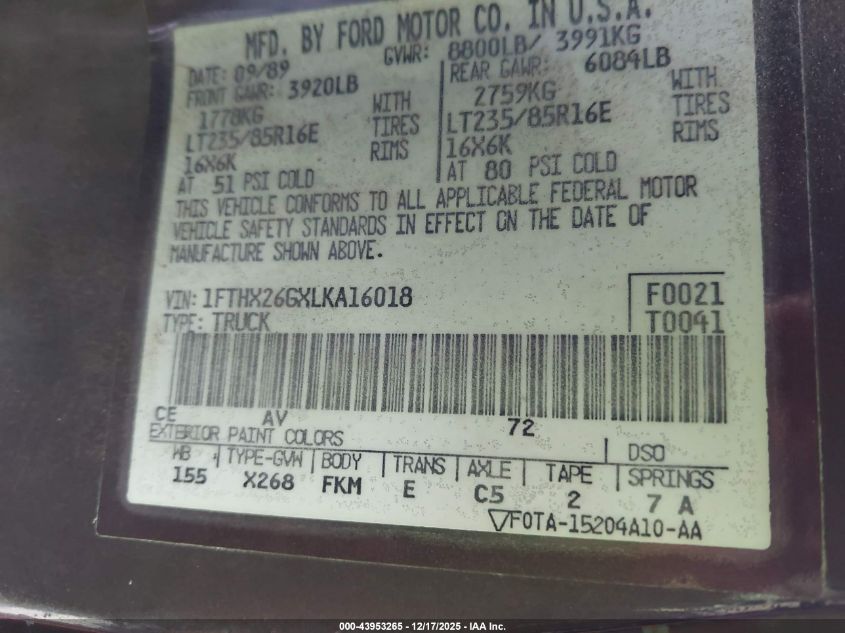 MFD. BY FORD MOTOR CO. IN U.S.A.
DATE: 09/89 GVWR: 8800LB/ 3991KG
FRONT GAWR: 3920LB REAR GAWR: 6084LB
1778KG WITH 2759KG WITH
LT235/85R16E TIRES LT235/85R16E TIRES
16X6K RIMS 16X6K RIMS
AT 51 PSI COLD AT 80 PSI COLD
THIS VEHICLE CONFORMS TO ALL APPLICABLE FEDERAL MOTOR
VEHICLE SAFETY STANDARDS IN EFFECT ON THE DATE OF
MANUFACTURE SHOWN ABOVE.
VIN: 1FTHX26GXLKA16018 F0021
TYPE: TRUCK T0041
CE AV 72
EXTERIOR PAINT COLORS DSO
WB TYPE-GVW BODY TRANS AXLE TAPE SPRINGS
155 X268 FKM E C5 2 7 A
F0TA-15204A10-AA
000-43953265 - 12/17/2025 - IAA Inc.